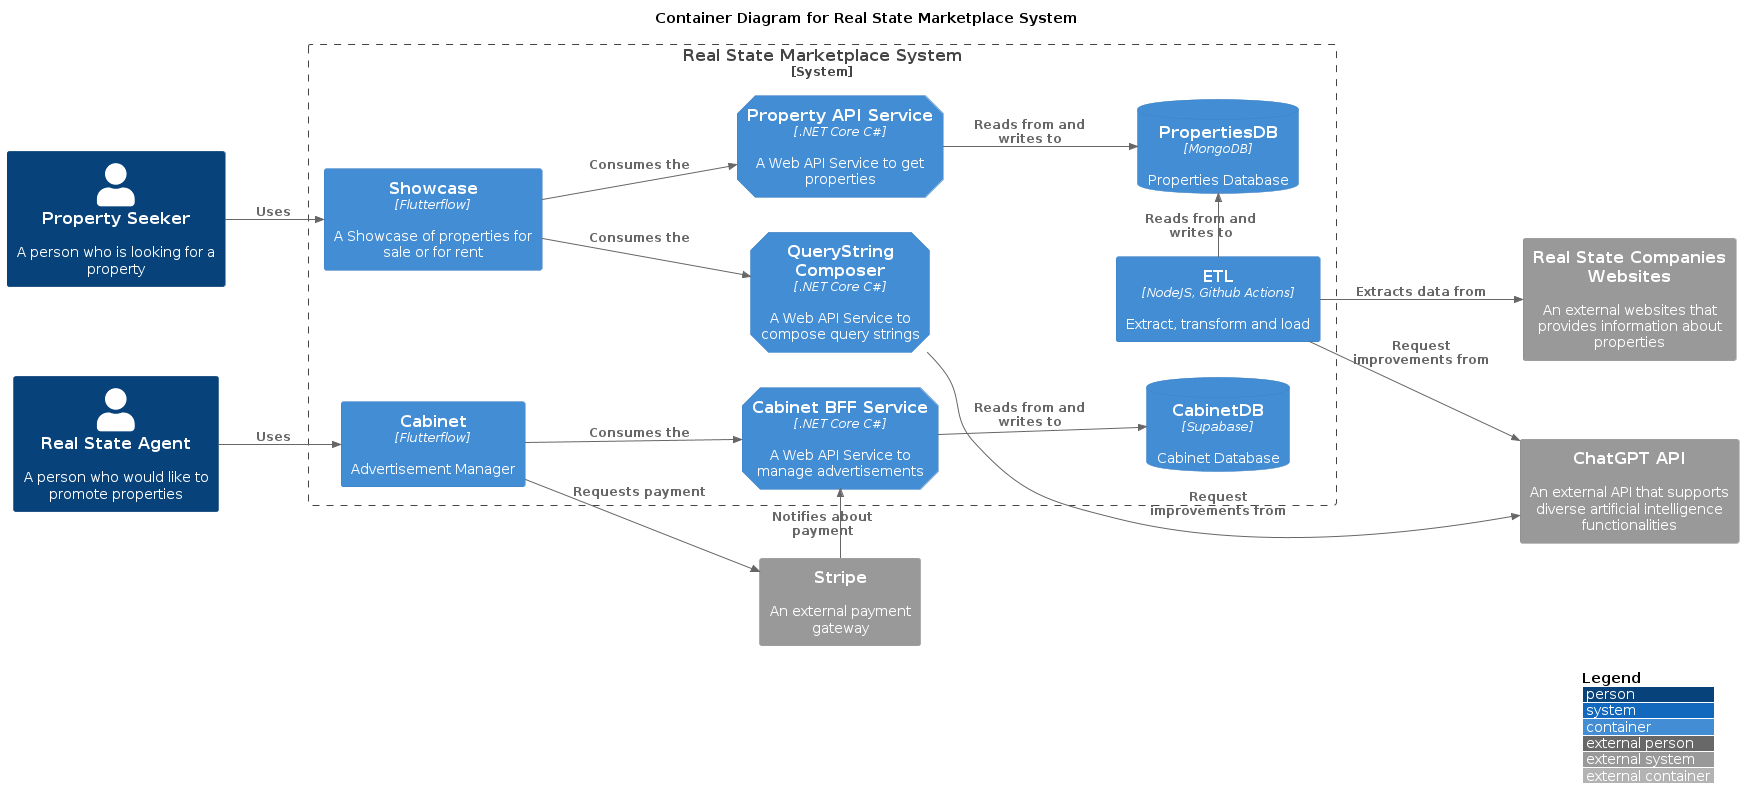 Container Diagram for Real State Marketplace System
Real State Marketplace System
[System]
Property Seeker
A person who is looking for a
property
Uses
Showcase
[Flutterflow]
A Showcase of properties for
sale or for rent
Consumes the
Consumes the
Property API Service
[.NET Core C#]
A Web API Service to get
properties
Reads from and
writes to
PropertiesDB
[MongoDB]
Properties Database
QueryString
Composer
[.NET Core C#]
A Web API Service to
compose query strings
Reads from and
writes to
ETL
[NodeJS, Github Actions]
Extract, transform and load
Extracts data from
Real State Companies
Websites
An external websites that
provides information about
properties
Request
improvements from
Real State Agent
A person who would like to
promote properties
Uses
Cabinet
[Flutterflow]
Advertisement Manager
Consumes the
Requests payment
Cabinet BFF Service
[.NET Core C#]
A Web API Service to
manage advertisements
Reads from and
writes to
CabinetDB
[Supabase]
Cabinet Database
ChatGPT API
An external API that supports
diverse artificial intelligence
functionalities
Request
improvements from
Notifies about
payment
Stripe
An external payment
gateway
Legend
person
system
container
external person
external system
external container